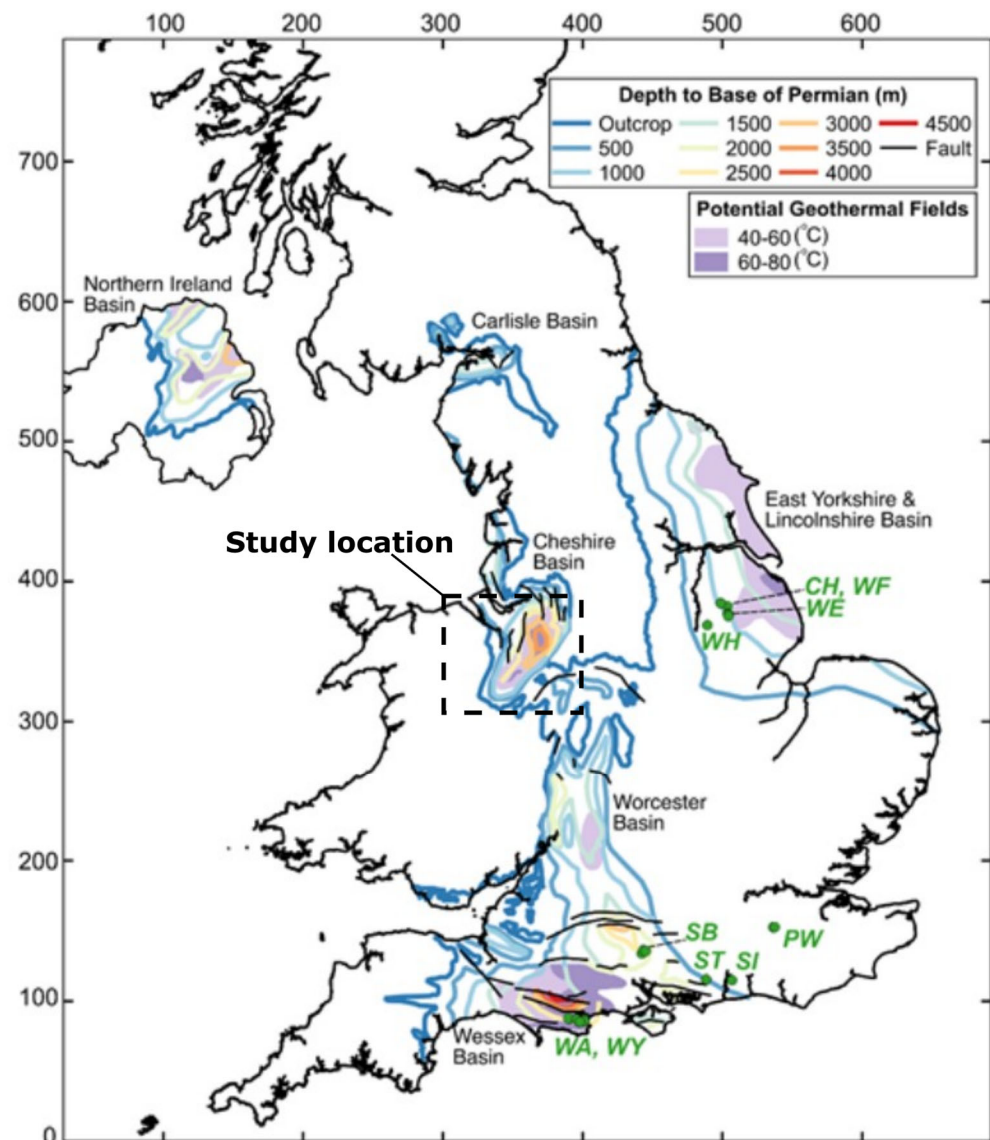 100 200 300 400 500 600
Depth to Base of Permian (m)
Outcrop 1500 3000 4500
500 2000 3500 Fault
1000 2500 4000
700
Potential Geothermal Fields
40-60 (°C)
60-80 (°C)
Northern Ireland
Basin
600
Carlisle Basin
500
East Yorkshire &
Lincolnshire Basin
Study location
Cheshire
Basin
400
CH, WF
WE
WH
300
Worcester
Basin
200
SB
PW
ST SI
100
Wessex
Basin
WA, WY
0